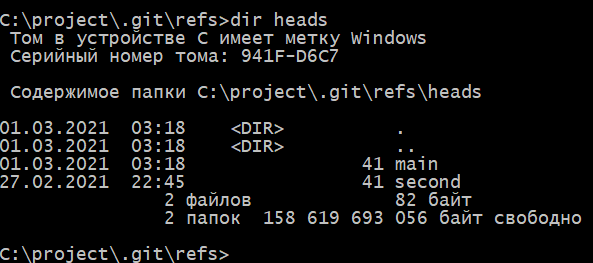 C:\project\.git\refs>dir heads
Том в устройстве C имеет метку Windows
Серийный номер тома: 941F-D6C7
Содержимое папки C:\project\.git\refs\heads
01.03.2021 03:18 <DIR> .
01.03.2021 03:18 <DIR> ..
01.03.2021 03:18 41 main
27.02.2021 22:45 41 second
2 файлов 82 байт
2 папок 158 619 693 056 байт свободно
C:\project\.git\refs>